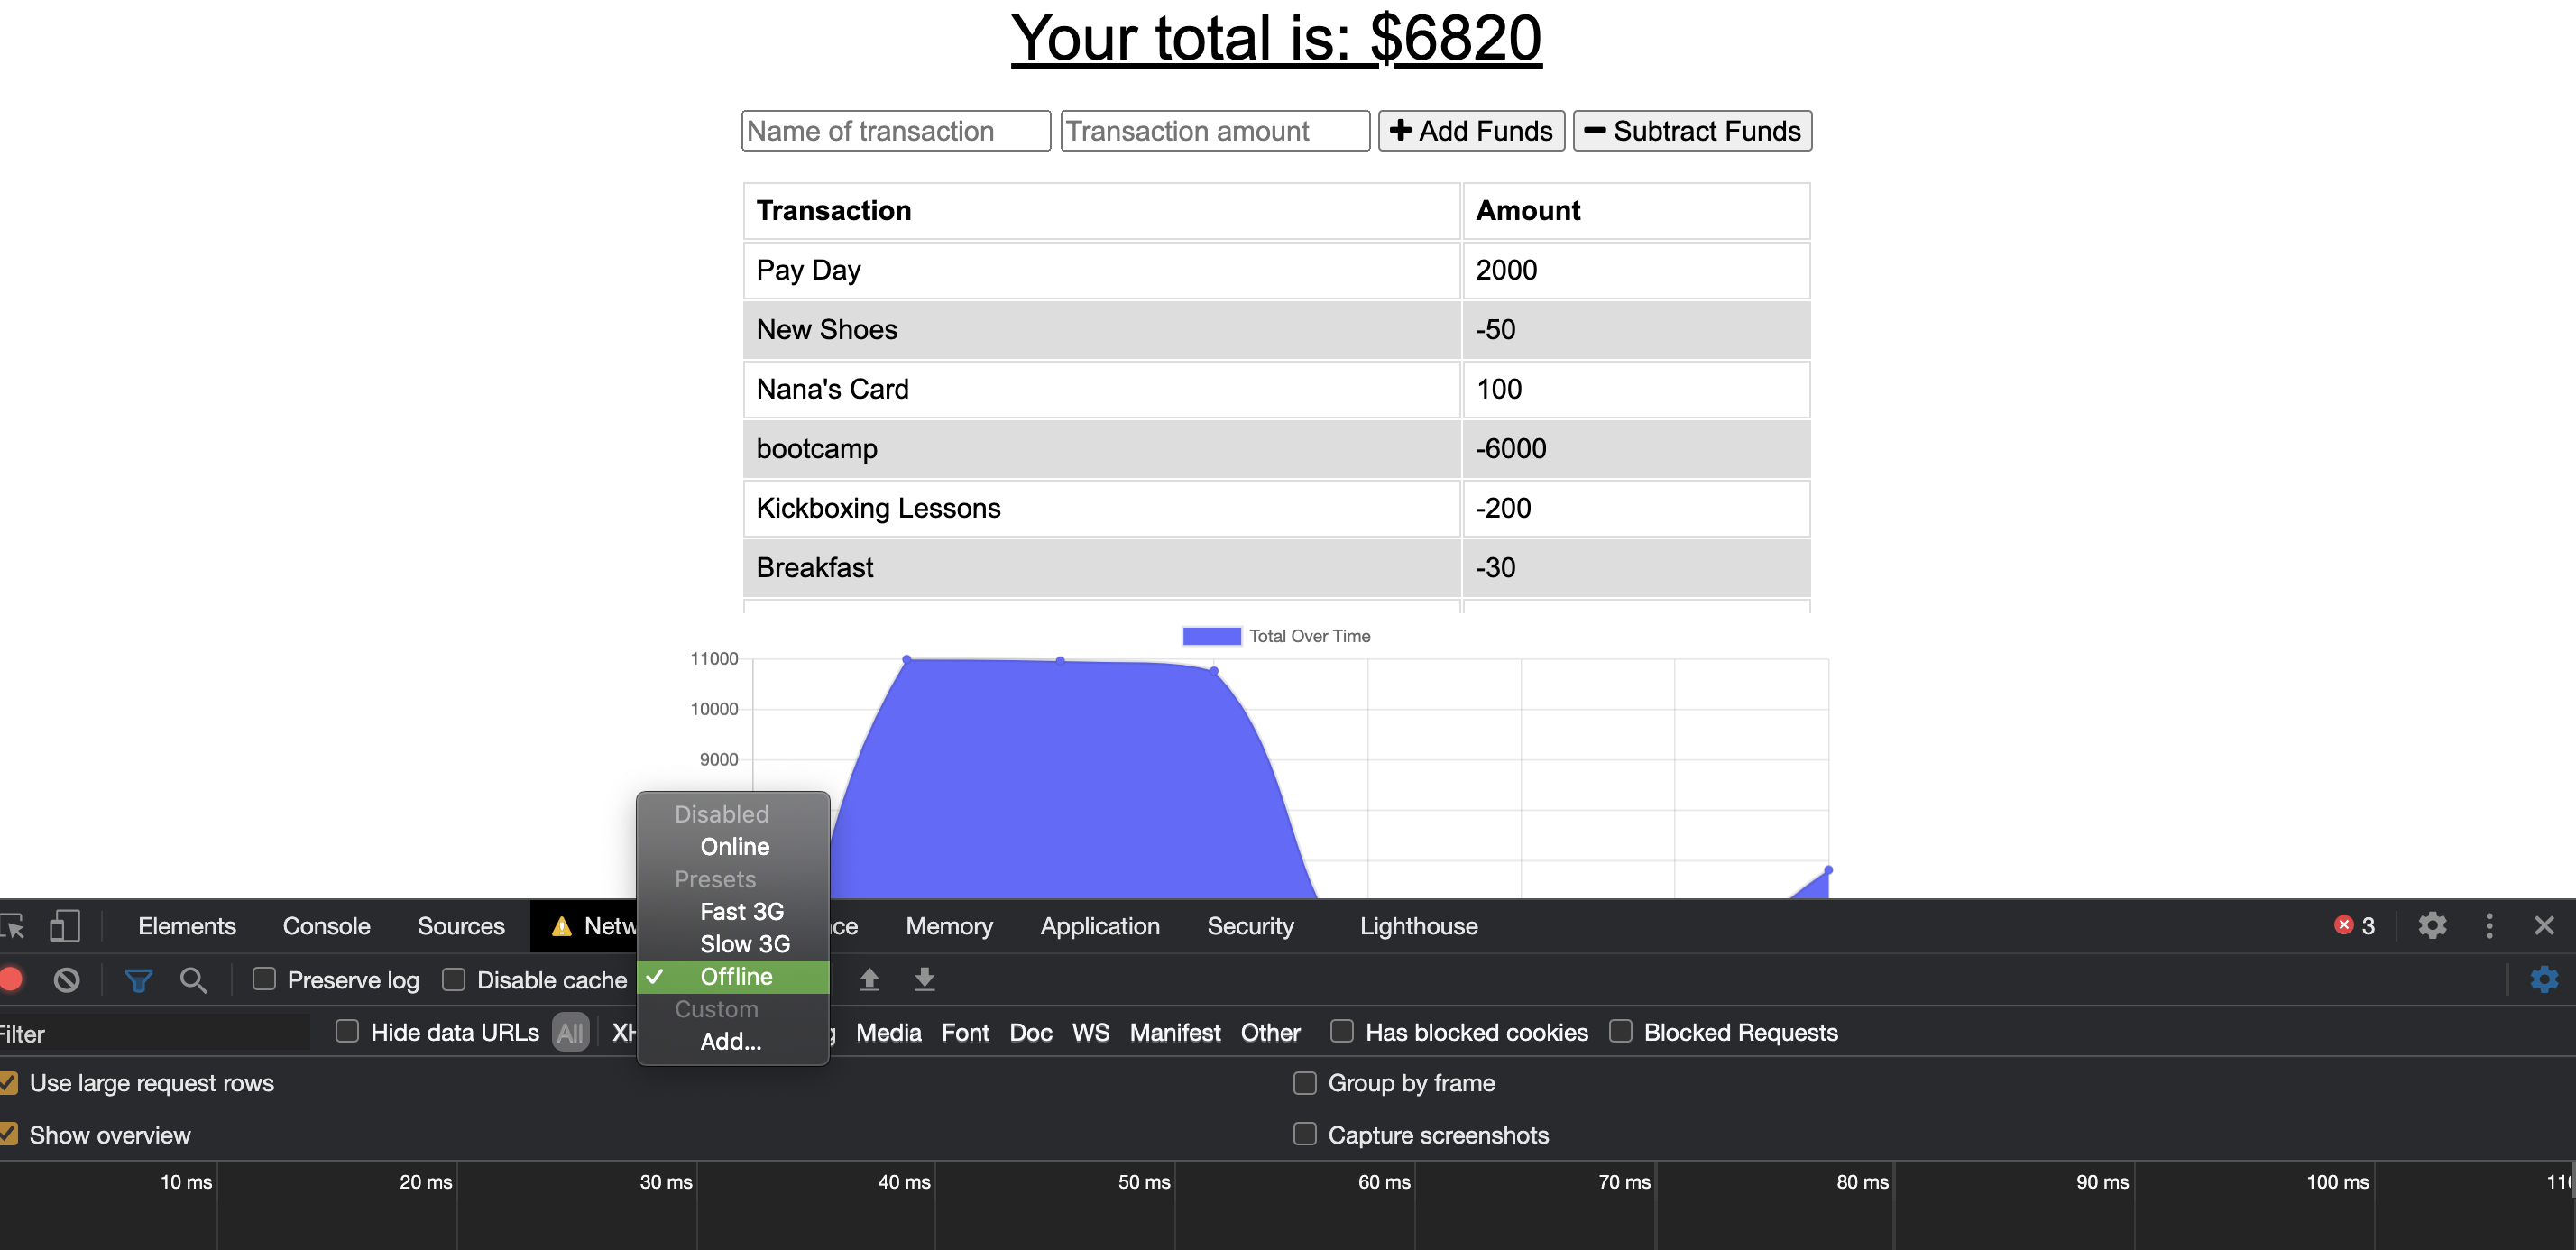 Your total is: $6820
Name of transaction Transaction amount Add Funds Subtract Funds
Transaction Amount
Pay Day 2000
New Shoes -50
Nana's Card 100
bootcamp -6000
Kickboxing Lessons -200
Breakfast -30
Total Over Time
11000
10000
9000
Disabled
Online
Presets
Fast 3G
Slow 3G
Offline
Custom
Add...
Elements Console Sources Netw ce Memory Application Security Lighthouse 3
Preserve log Disable cache
Filter Hide data URLs All XH g Media Font Doc WS Manifest Other Has blocked cookies Blocked Requests
Use large request rows Group by frame
Show overview Capture screenshots
10 ms 20 ms 30 ms 40 ms 50 ms 60 ms 70 ms 80 ms 90 ms 100 ms 11